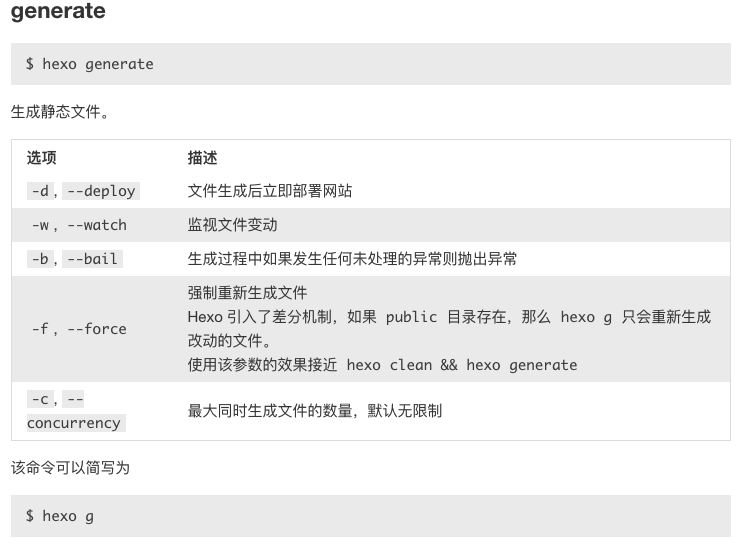 generate
$ hexo generate
生成静态文件。
选项 描述
-d, --deploy 文件生成后立即部署网站
-w, --watch 监视文件变动
-b, --bail 生成过程中如果发生任何未处理的异常则抛出异常
强制重新生成文件
Hexo 引入了差分机制，如果 public 目录存在，那么 hexo g 只会重新生成
-f, --force
改动的文件。
使用该参数的效果接近 hexo clean && hexo generate
-c, --
concurrency
最大同时生成文件的数量，默认无限制
该命令可以简写为
$ hexo g